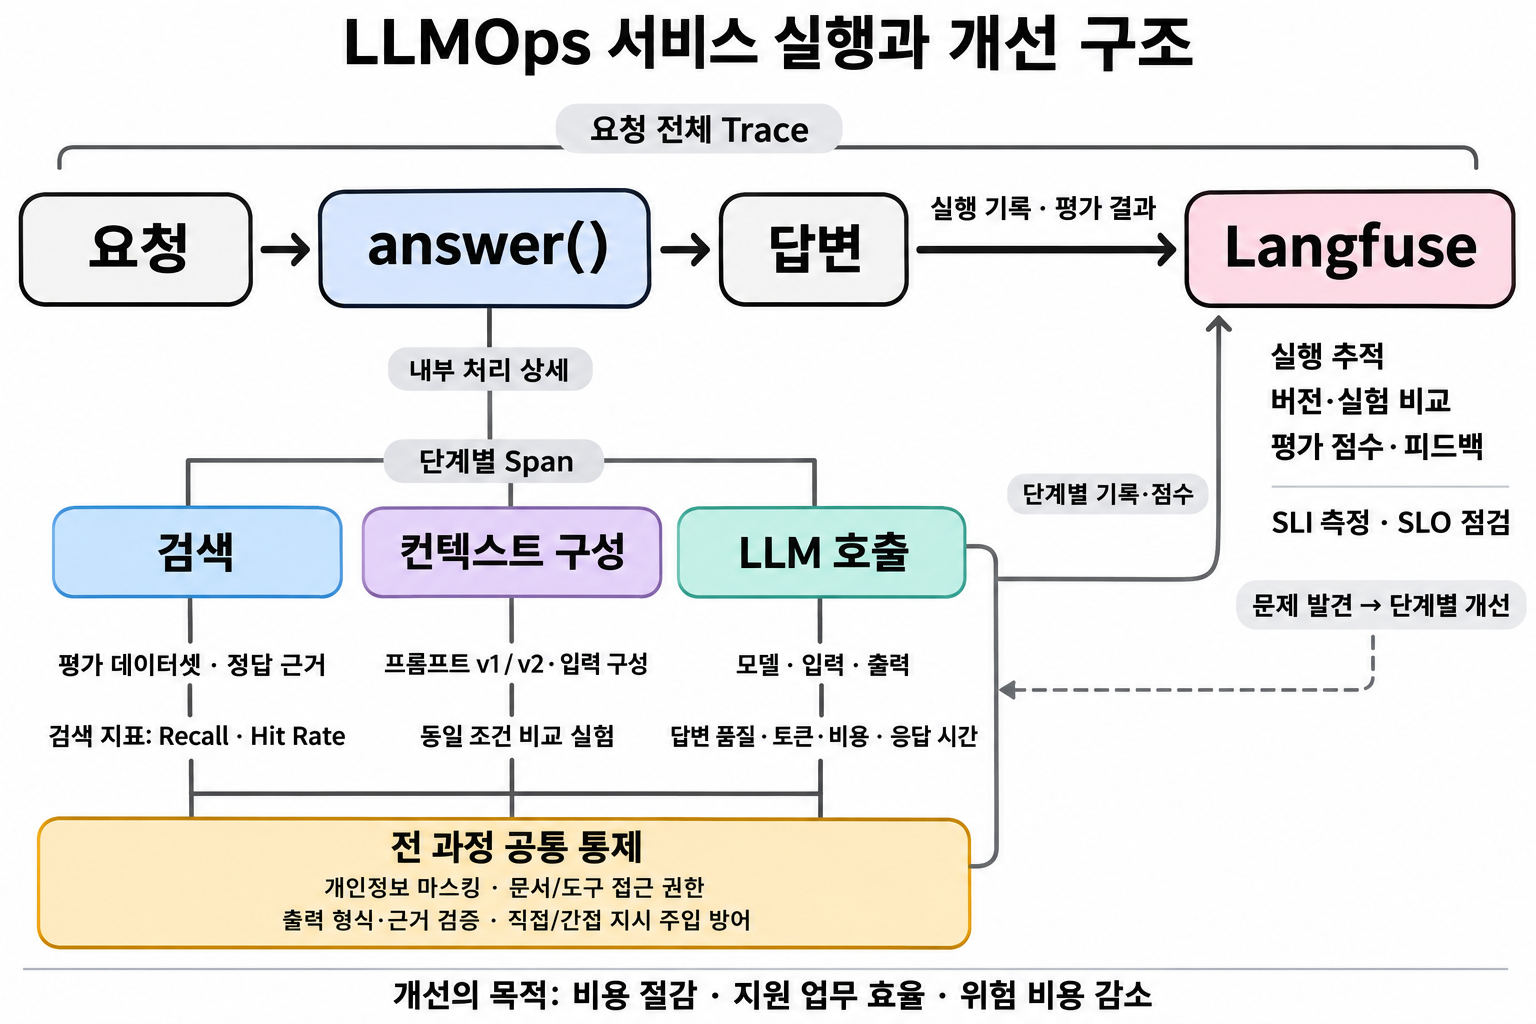 LLMOps 서비스 실행과 개선 구조
요청 전체 Trace
요청
answer()
답변
실행 기록 · 평가 결과
Langfuse
내부 처리 상세
실행 추적
버전·실험 비교
평가 점수·피드백
단계별 Span
단계별 기록·점수
SLI 측정 · SLO 점검
검색
컨텍스트 구성
LLM 호출
문제 발견 → 단계별 개선
평가 데이터셋 · 정답 근거
프롬프트 v1 / v2·입력 구성
모델 · 입력 · 출력
검색 지표: Recall · Hit Rate
동일 조건 비교 실험
답변 품질·토큰·비용 · 응답 시간
전 과정 공통 통제
개인정보 마스킹 · 문서/도구 접근 권한
출력 형식·근거 검증 · 직접/간접 지시 주입 방어
개선의 목적: 비용 절감 · 지원 업무 효율 · 위험 비용 감소